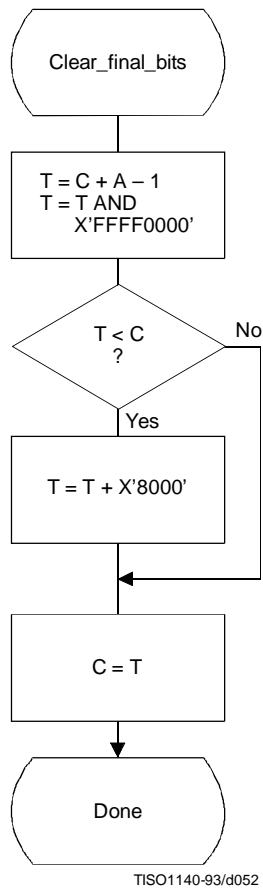 Clear_final_bits
T = C + A – 1
T = T AND
X'FFFF0000'
T < C
?
No
Yes
T = T + X'8000'
C = T
Done
TISO1140-93/d052